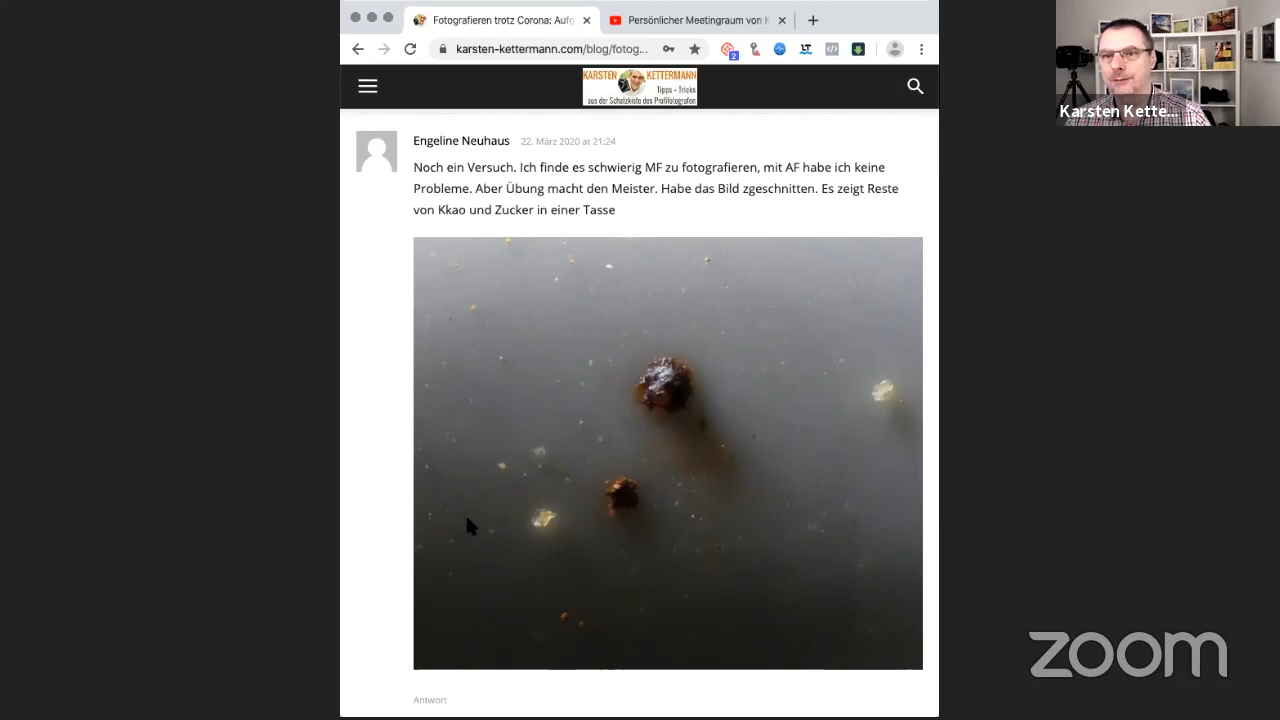 Fotografieren trotz Corona: Aufg
Persönlicher Meetingraum von K
karsten-kettermann.com/blog/fotog...
2
LT
KARSTEN KETTERMANN
Tipps + Tricks
aus der Schatzkiste des Profifotografen
Karsten Kette...
Engeline Neuhaus 22. März 2020 at 21:24
Noch ein Versuch. Ich finde es schwierig MF zu fotografieren, mit AF habe ich keine
Probleme. Aber Übung macht den Meister. Habe das Bild zgeschnitten. Es zeigt Reste
von Kkao und Zucker in einer Tasse
zoom
Antwort